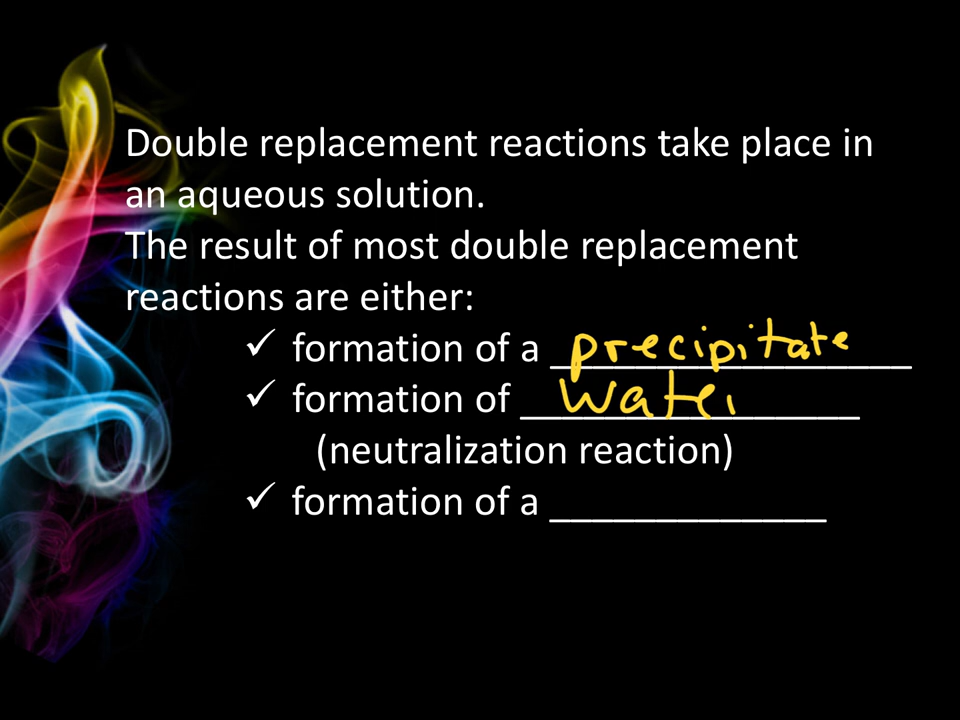 Double replacement reactions take place in
an aqueous solution.
The result of most double replacement
reactions are either:
✓ formation of a precipitate
✓ formation of water
(neutralization reaction)
✓ formation of a _____________